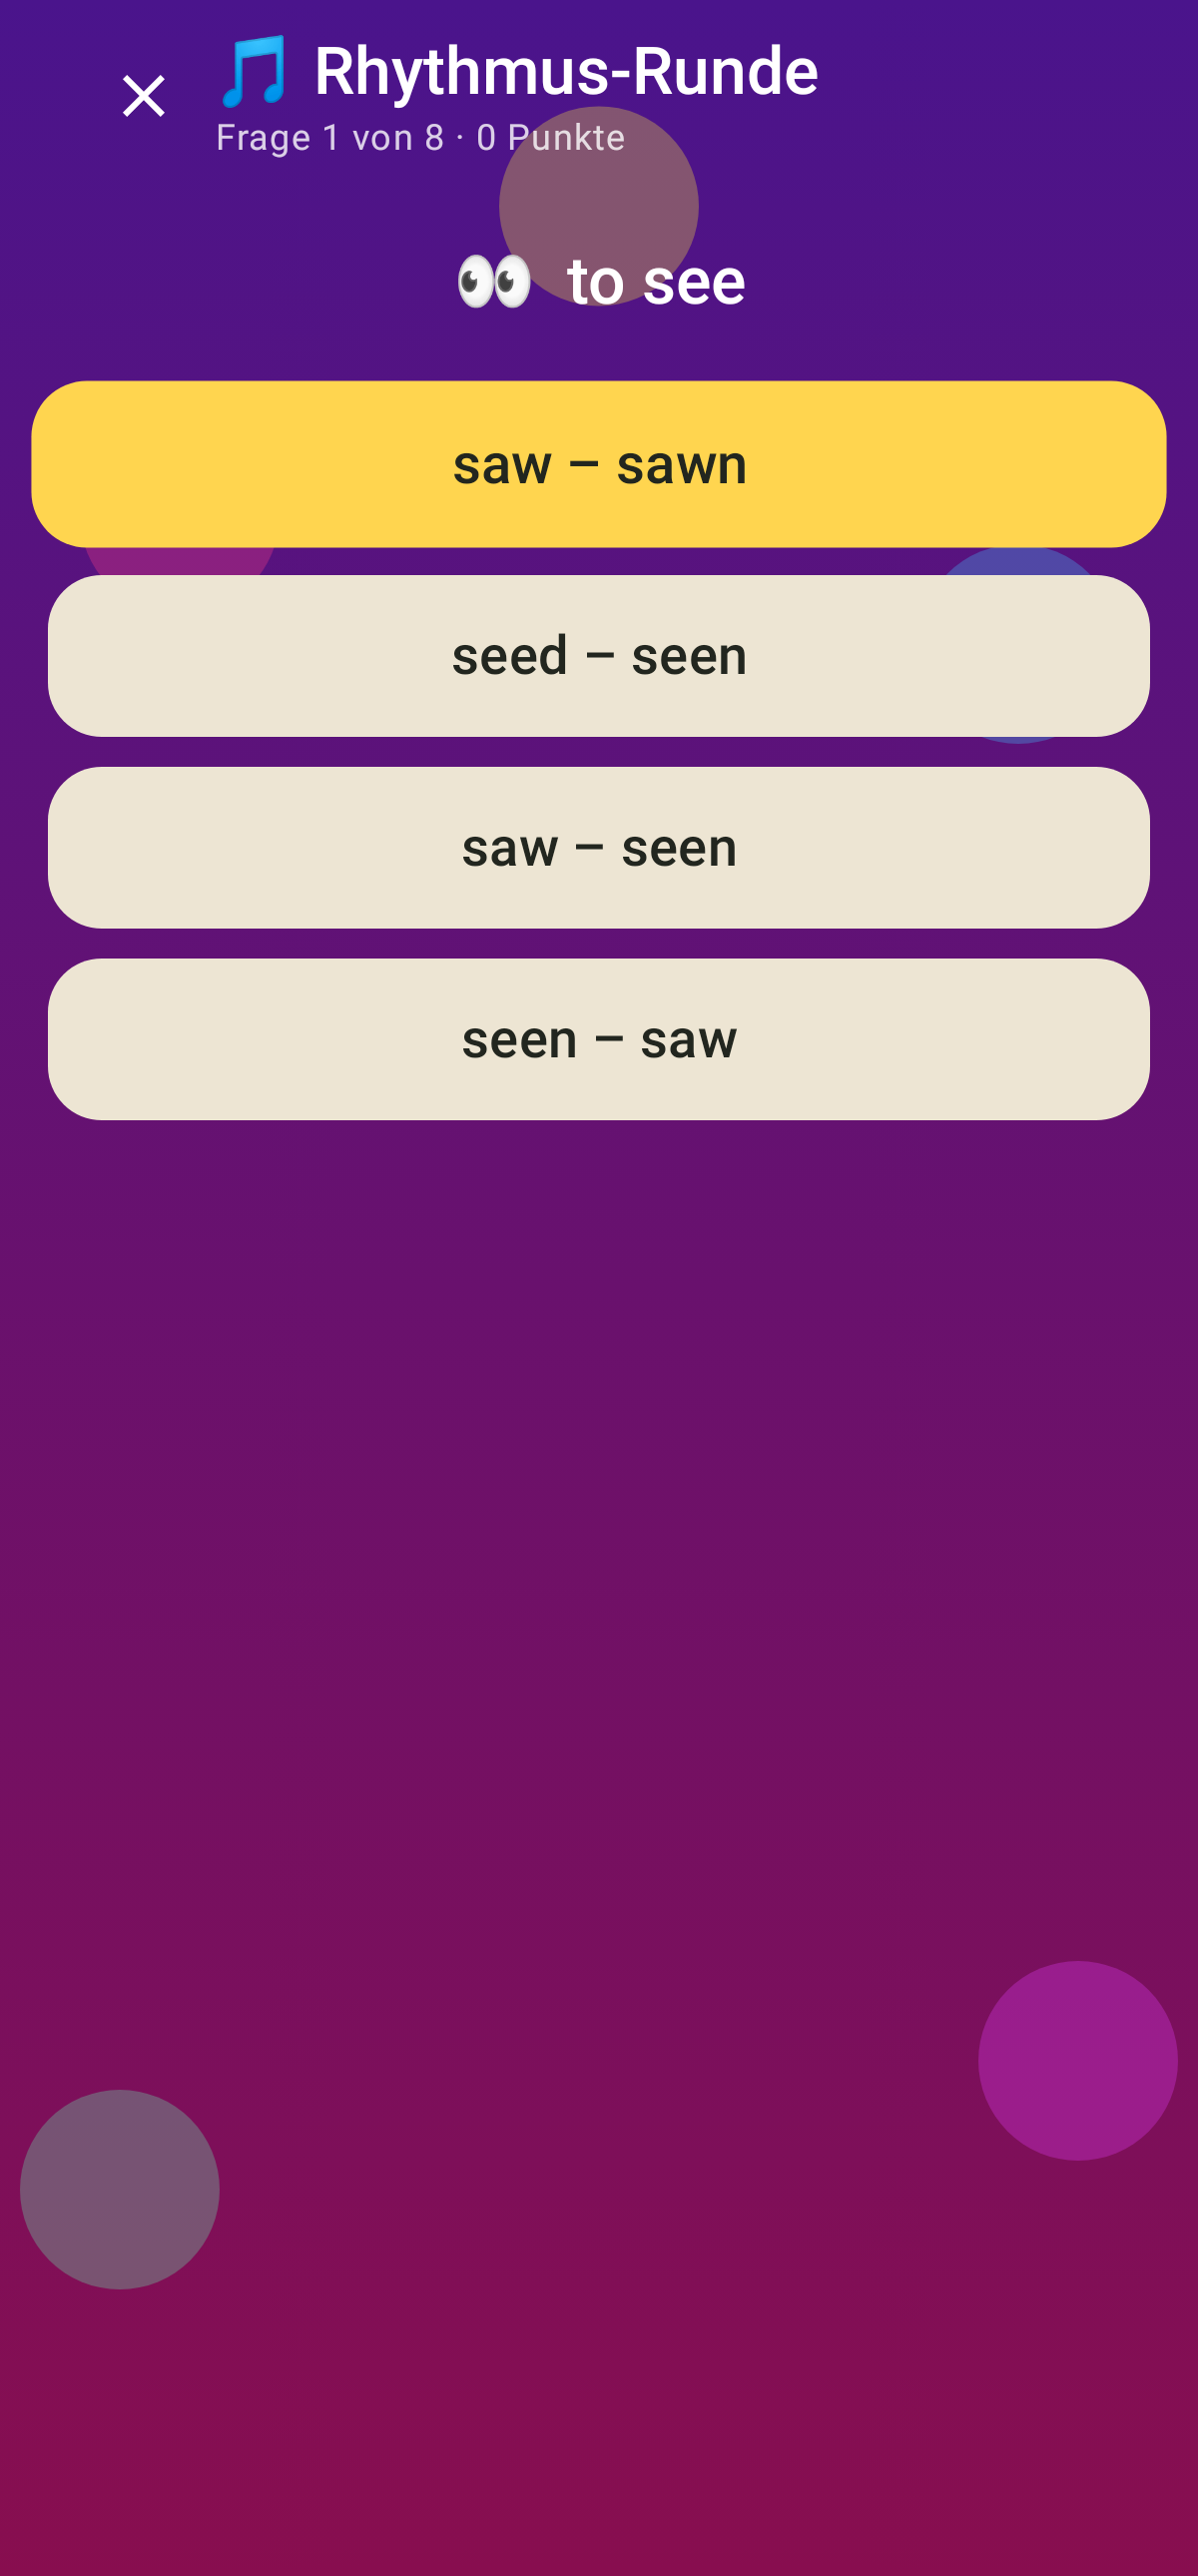 🎵 Rhythmus-Runde
Frage 1 von 8 · 0 Punkte
👀 to see
saw – sawn
seed – seen
saw – seen
seen – saw